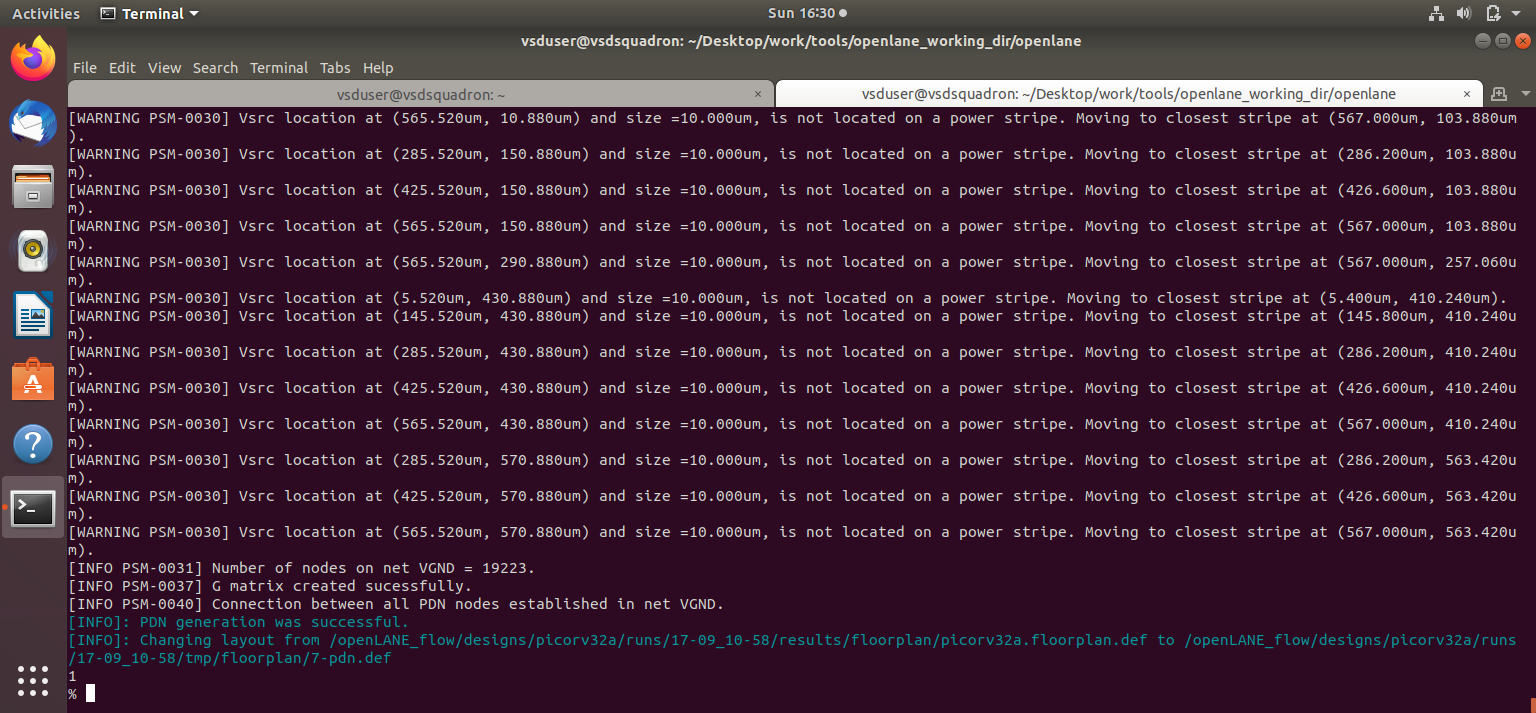 Activities Terminal Sun 16:30
vsduser@vsdsquadron: ~/Desktop/work/tools/openlane_working_dir/openlane
File Edit View Search Terminal Tabs Help
vsduser@vsdsquadron: ~ × vsduser@vsdsquadron: ~/Desktop/work/tools/openlane_working_dir/openlane ×
[WARNING PSM-0030] Vsrc location at (565.520um, 10.880um) and size =10.000um, is not located on a power stripe. Moving to closest stripe at (567.000um, 103.880um
).
[WARNING PSM-0030] Vsrc location at (285.520um, 150.880um) and size =10.000um, is not located on a power stripe. Moving to closest stripe at (286.200um, 103.880u
m).
[WARNING PSM-0030] Vsrc location at (425.520um, 150.880um) and size =10.000um, is not located on a power stripe. Moving to closest stripe at (426.600um, 103.880u
m).
[WARNING PSM-0030] Vsrc location at (565.520um, 150.880um) and size =10.000um, is not located on a power stripe. Moving to closest stripe at (567.000um, 103.880u
m).
[WARNING PSM-0030] Vsrc location at (565.520um, 290.880um) and size =10.000um, is not located on a power stripe. Moving to closest stripe at (567.000um, 257.060u
m).
[WARNING PSM-0030] Vsrc location at (5.520um, 430.880um) and size =10.000um, is not located on a power stripe. Moving to closest stripe at (5.400um, 410.240um).
[WARNING PSM-0030] Vsrc location at (145.520um, 430.880um) and size =10.000um, is not located on a power stripe. Moving to closest stripe at (145.800um, 410.240u
m).
[WARNING PSM-0030] Vsrc location at (285.520um, 430.880um) and size =10.000um, is not located on a power stripe. Moving to closest stripe at (286.200um, 410.240u
m).
[WARNING PSM-0030] Vsrc location at (425.520um, 430.880um) and size =10.000um, is not located on a power stripe. Moving to closest stripe at (426.600um, 410.240u
m).
[WARNING PSM-0030] Vsrc location at (565.520um, 430.880um) and size =10.000um, is not located on a power stripe. Moving to closest stripe at (567.000um, 410.240u
m).
[WARNING PSM-0030] Vsrc location at (285.520um, 570.880um) and size =10.000um, is not located on a power stripe. Moving to closest stripe at (286.200um, 563.420u
m).
[WARNING PSM-0030] Vsrc location at (425.520um, 570.880um) and size =10.000um, is not located on a power stripe. Moving to closest stripe at (426.600um, 563.420u
m).
[WARNING PSM-0030] Vsrc location at (565.520um, 570.880um) and size =10.000um, is not located on a power stripe. Moving to closest stripe at (567.000um, 563.420u
m).
[INFO PSM-0031] Number of nodes on net VGND = 19223.
[INFO PSM-0037] G matrix created sucessfully.
[INFO PSM-0040] Connection between all PDN nodes established in net VGND.
[INFO]: PDN generation was successful.
[INFO]: Changing layout from /openLANE_flow/designs/picorv32a/runs/17-09_10-58/results/floorplan/picorv32a.floorplan.def to /openLANE_flow/designs/picorv32a/runs
/17-09_10-58/tmp/floorplan/7-pdn.def
1
%